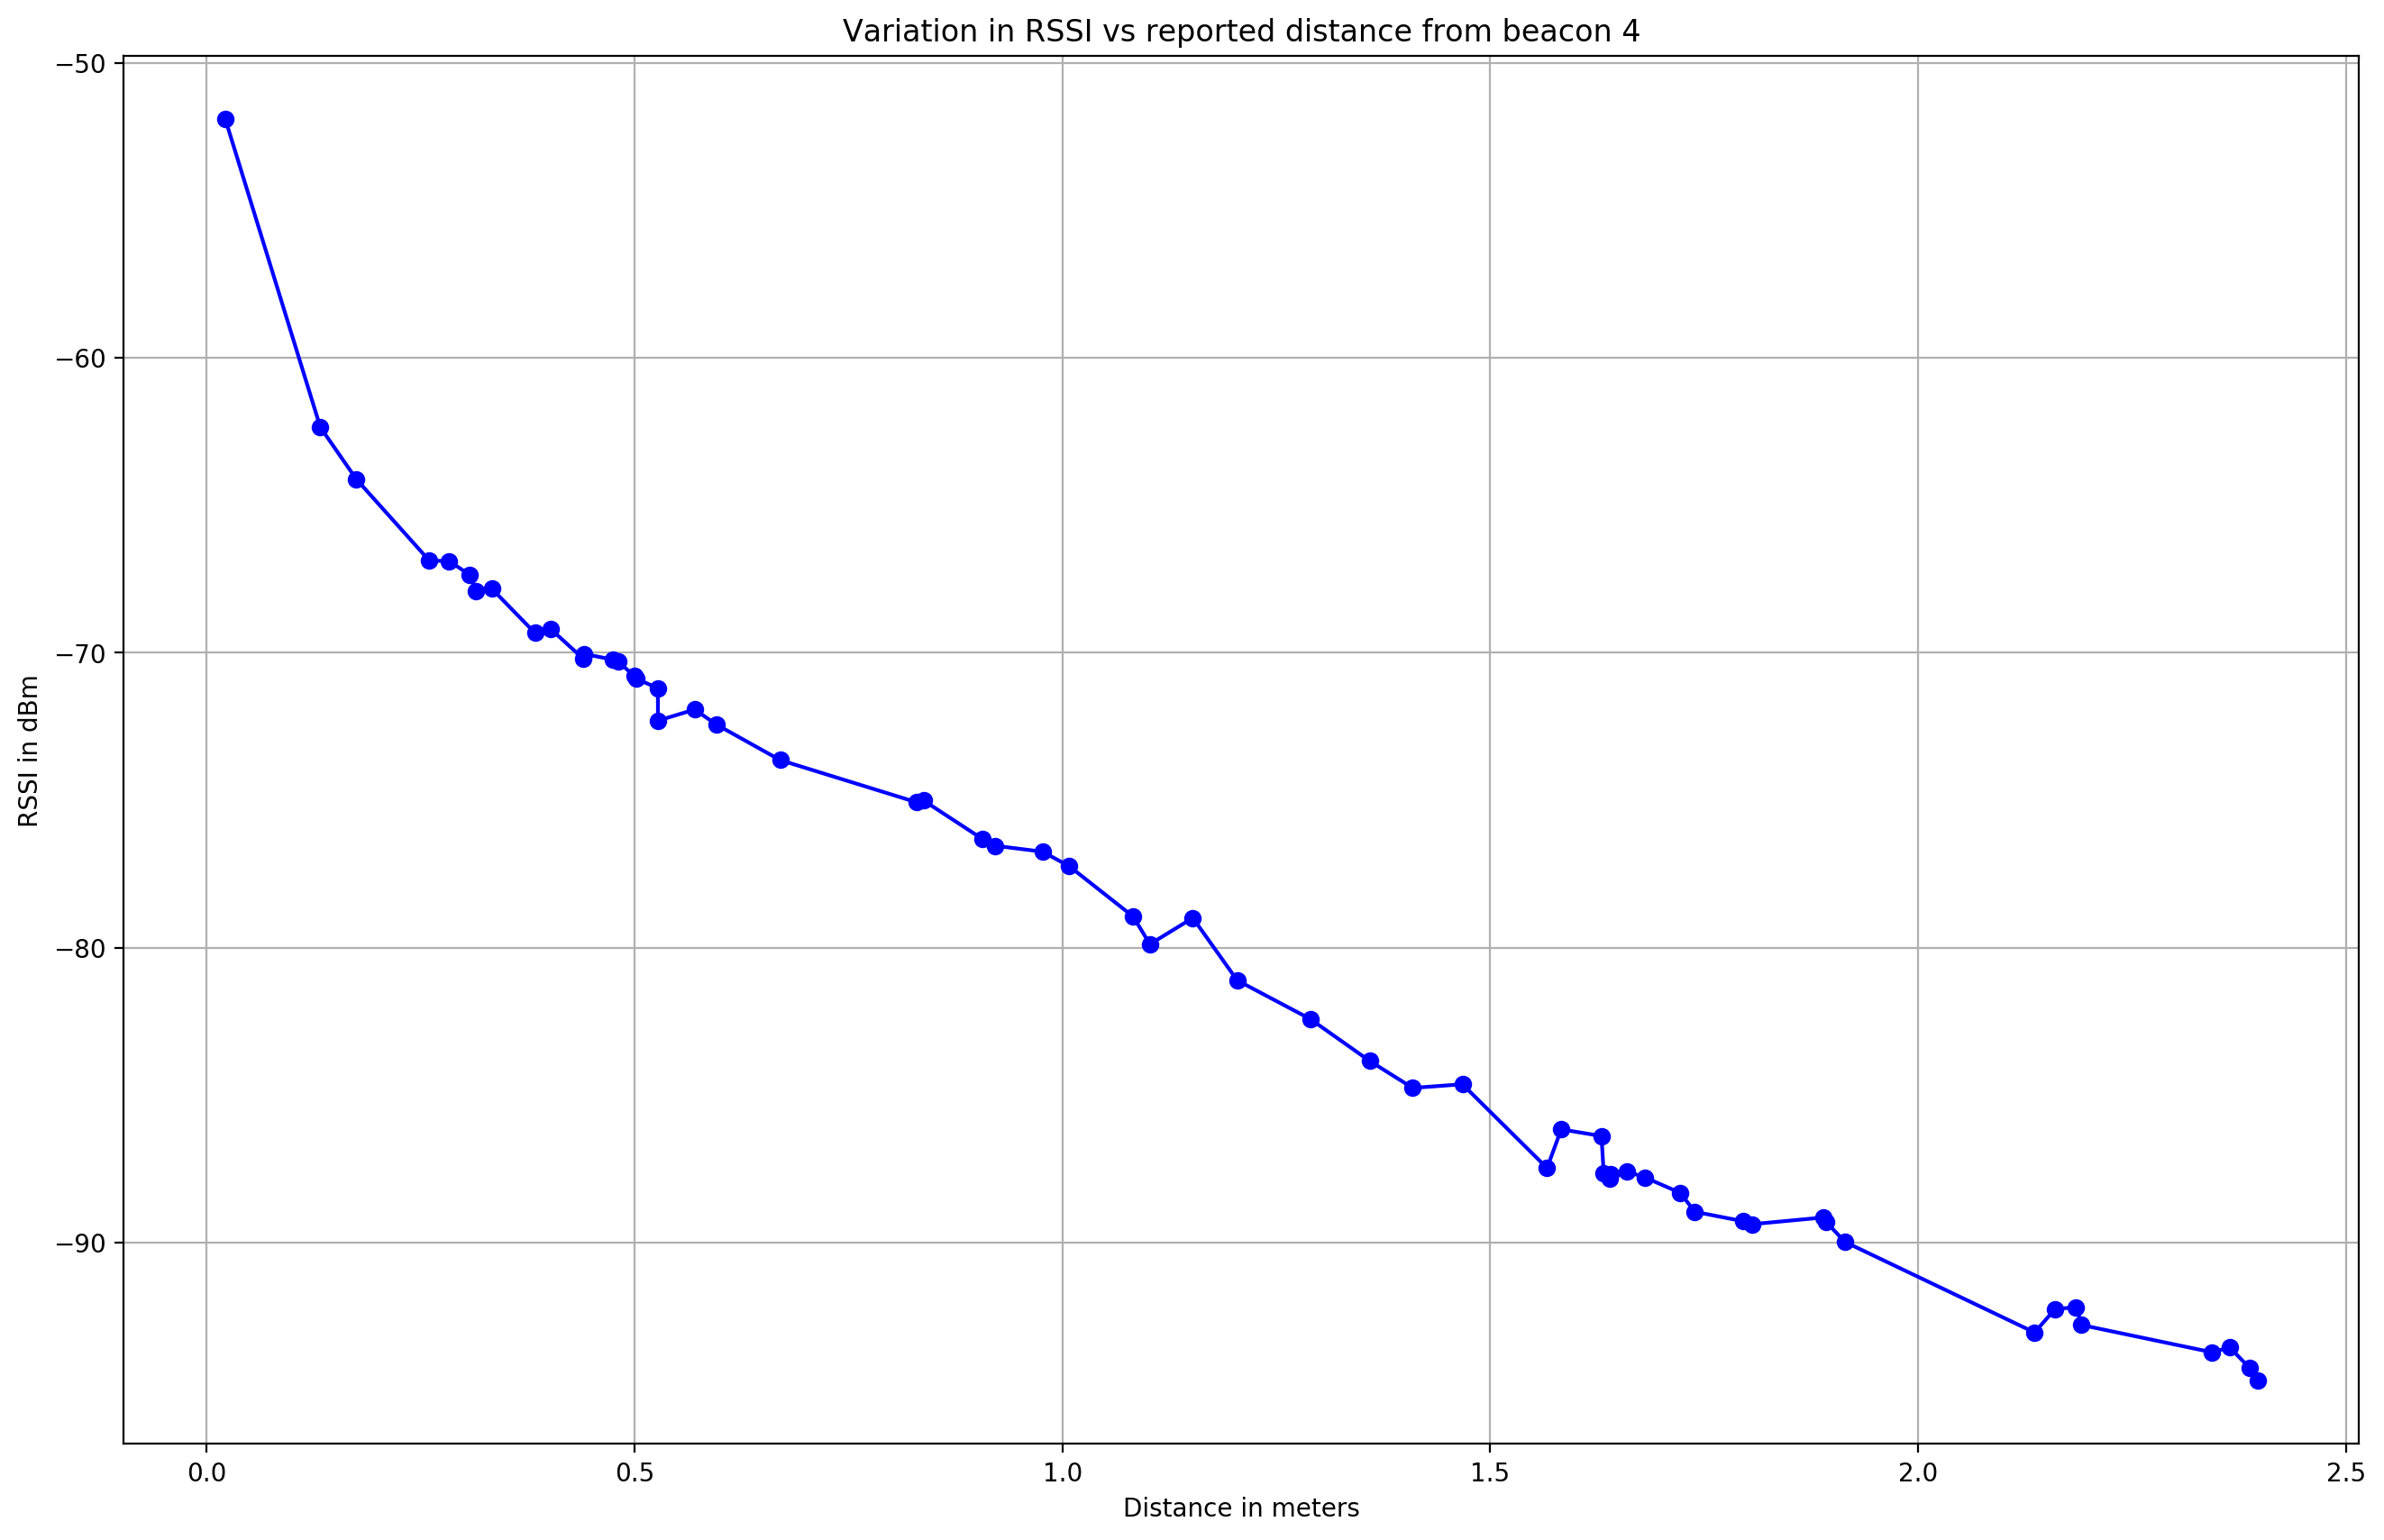 Variation in RSSI vs reported distance from beacon 4
−50
−60
−70
−80
−90
RSSI in dBm
0.0 0.5 1.0 1.5 2.0 2.5
Distance in meters